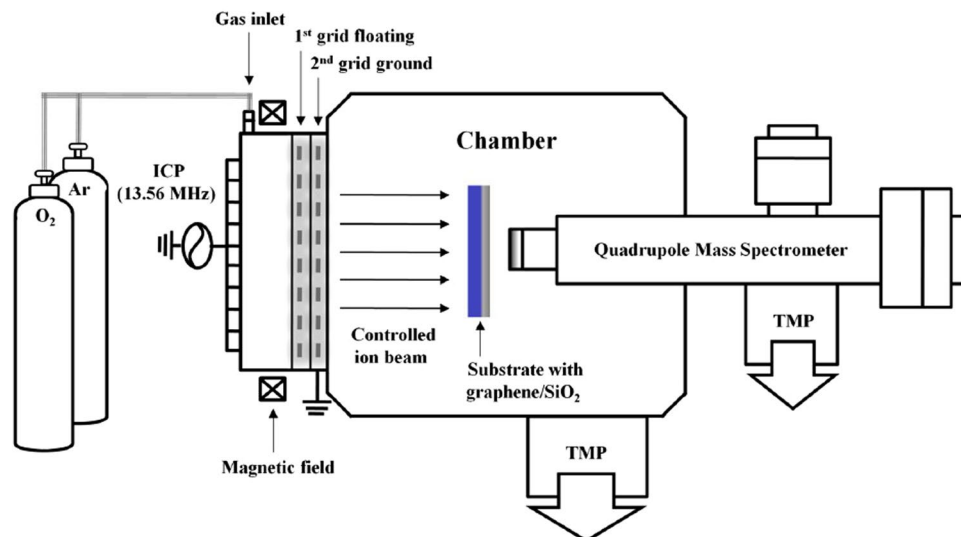 Gas inlet
1st grid floating
2nd grid ground
ICP
(13.56 MHz)
Ar
O2
Chamber
Quadrupole Mass Spectrometer
Controlled
ion beam
Substrate with
graphene/SiO2
TMP
TMP
Magnetic field